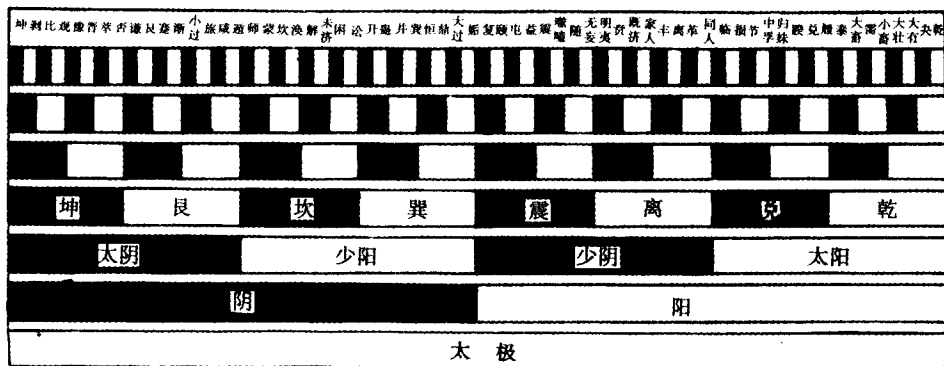 坤 剥 比 观 豫 晋 萃 否 谦 艮 蹇 渐 小过 旅 咸 遯 师 蒙 坎 涣 解 未济 困 讼 升 蛊 井 巽 恒 鼎 大过 姤 复 颐 屯 益 震 噬嗑 随 无妄 明夷 贲 既济 家人 丰 离 革 同人 临 损 节 中孚 归妹 睽 兑 履 泰 大畜 需 小畜 大壮 大有 夬 乾
坤 艮 坎 巽 震 离 兑 乾
太阴 少阳 少阴 太阳
阴 阳
太极